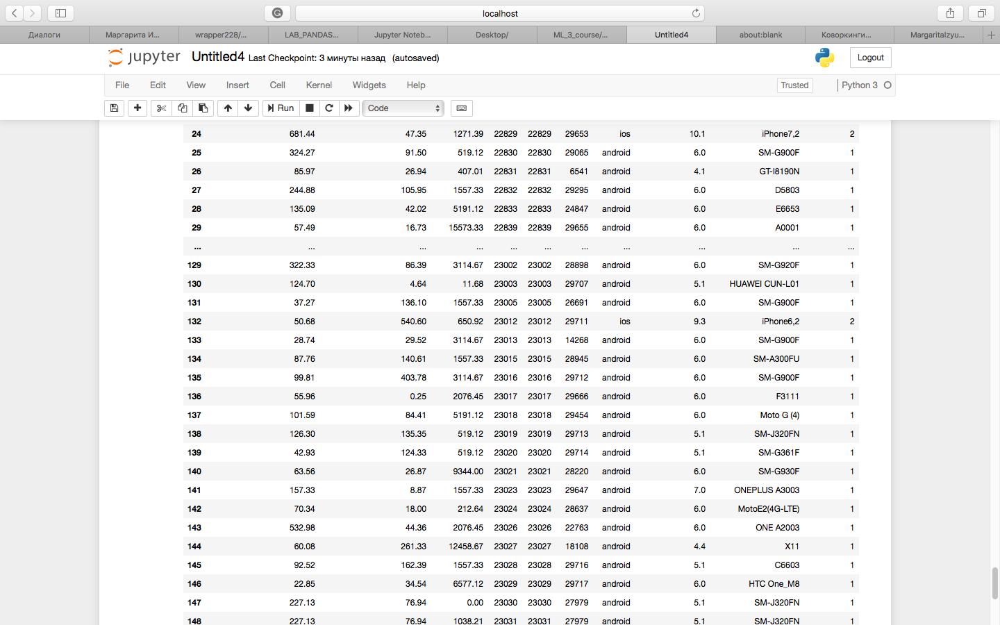 localhost
Диалоги
Маргарита И...
wrapper228/...
LAB_PANDAS...
Jupyter Noteb...
Desktop/
ML_3_course/...
Untitled4
about:blank
Коворкинги...
MargaritaIzyu...
jupyter Untitled4 Last Checkpoint: 3 минуты назад (autosaved) Logout
File Edit View Insert Cell Kernel Widgets Help Trusted Python 3
Run Code
24 681.44 47.35 1271.39 22829 22829 29653 ios 10.1 iPhone7,2 2
25 324.27 91.50 519.12 22830 22830 29065 android 6.0 SM-G900F 1
26 85.97 26.94 407.01 22831 22831 6541 android 4.1 GT-I8190N 1
27 244.88 105.95 1557.33 22832 22832 29295 android 6.0 D5803 1
28 135.09 42.02 5191.12 22833 22833 24847 android 6.0 E6653 1
29 57.49 16.73 15573.33 22839 22839 29655 android 6.0 A0001 1
... ... ... ... ... ... ... ... ... ... ...
129 322.33 86.39 3114.67 23002 23002 28898 android 6.0 SM-G920F 1
130 124.70 4.64 11.68 23003 23003 29707 android 5.1 HUAWEI CUN-L01 1
131 37.27 136.10 1557.33 23005 23005 26691 android 6.0 SM-G900F 1
132 50.68 540.60 650.92 23012 23012 29711 ios 9.3 iPhone6,2 2
133 28.74 29.52 3114.67 23013 23013 14268 android 6.0 SM-G900F 1
134 87.76 140.61 1557.33 23015 23015 28945 android 6.0 SM-A300FU 1
135 99.81 403.78 3114.67 23016 23016 29712 android 6.0 SM-G900F 1
136 55.96 0.25 2076.45 23017 23017 29666 android 6.0 F3111 1
137 101.59 84.41 5191.12 23018 23018 29454 android 6.0 Moto G (4) 1
138 126.30 135.35 519.12 23019 23019 29713 android 5.1 SM-J320FN 1
139 42.93 124.33 519.12 23020 23020 29714 android 5.1 SM-G361F 1
140 63.56 26.87 9344.00 23021 23021 28220 android 6.0 SM-G930F 1
141 157.33 8.87 1557.33 23023 23023 29647 android 7.0 ONEPLUS A3003 1
142 70.34 18.00 212.64 23024 23024 28637 android 6.0 MotoE2(4G-LTE) 1
143 532.98 44.36 2076.45 23026 23026 22763 android 6.0 ONE A2003 1
144 60.08 261.33 12458.67 23027 23027 18108 android 4.4 X11 1
145 92.52 162.39 1557.33 23028 23028 29716 android 5.1 C6603 1
146 22.85 34.54 6577.12 23029 23029 29717 android 6.0 HTC One_M8 1
147 227.13 76.94 0.00 23030 23030 27979 android 5.1 SM-J320FN 1
148 227.13 76.94 1038.21 23031 23031 27979 android 5.1 SM-J320FN 1